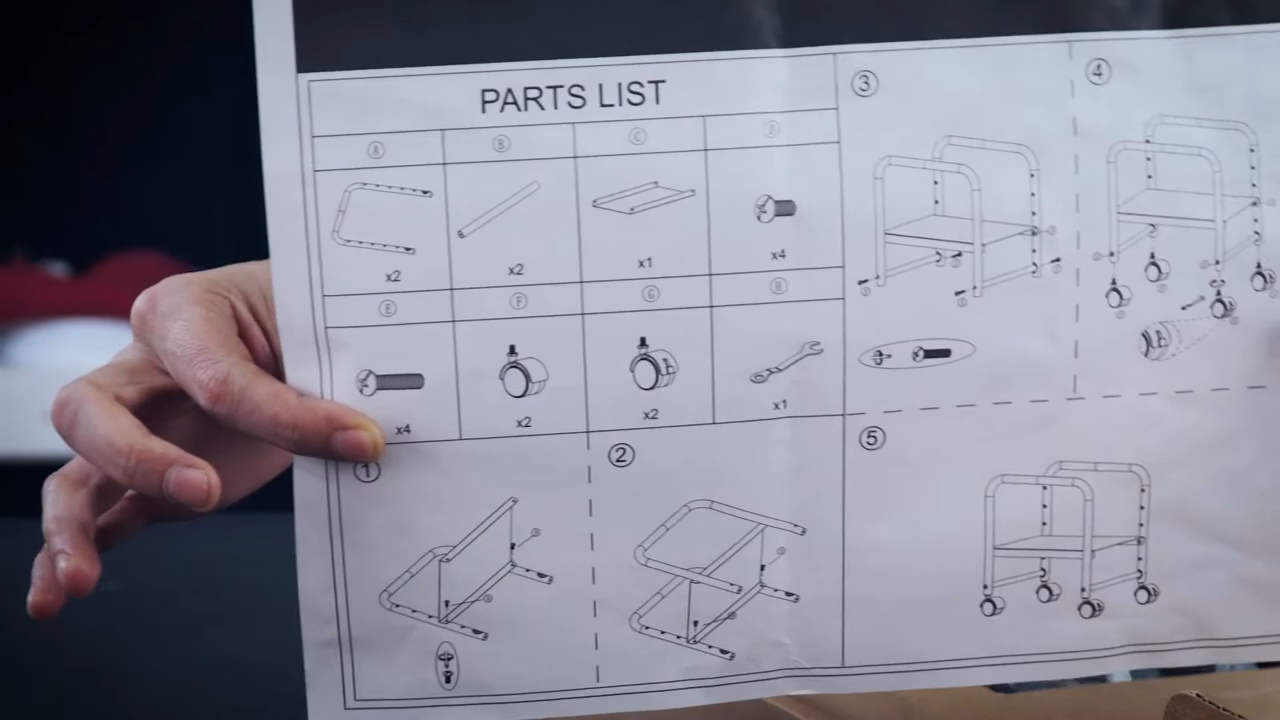 PARTS LIST
Ⓐ Ⓑ Ⓒ Ⓓ
x2 x2 x1 x4
Ⓔ Ⓕ Ⓖ Ⓗ
x4 x2 x2 x1
① ②
③ ④
⑤